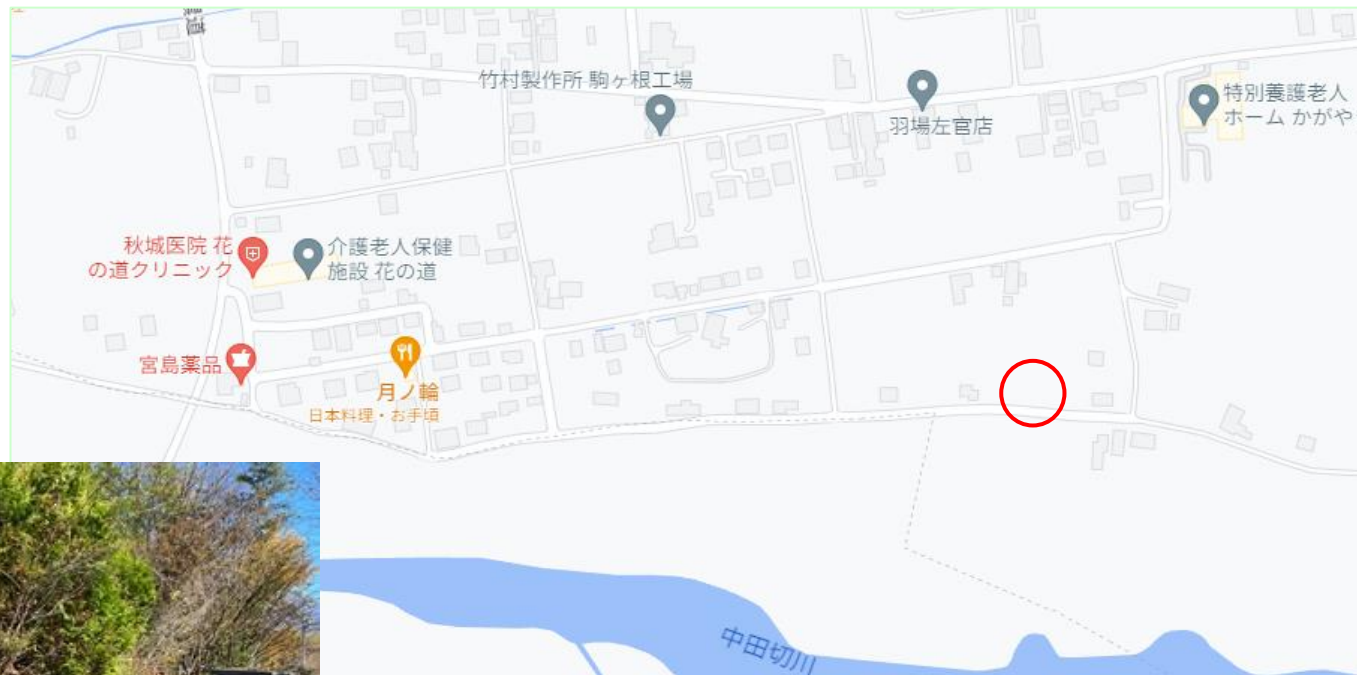 道
竹村製作所 駒ヶ根工場
羽場左官店
特別養護老人
ホーム かがや
秋城医院 花
の道クリニック
介護老人保健
施設 花の道
宮島薬品
月ノ輪
日本料理・お手頃
中田切川